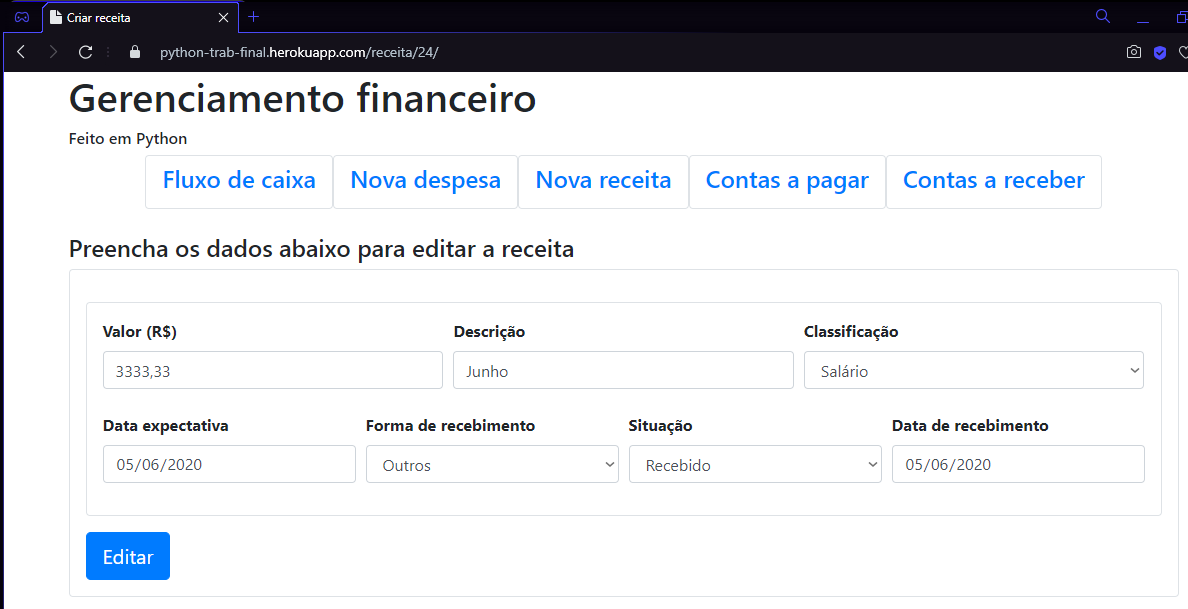 Criar receita
python-trab-final.herokuapp.com/receita/24/
Gerenciamento financeiro
Feito em Python
Fluxo de caixa Nova despesa Nova receita Contas a pagar Contas a receber
Preencha os dados abaixo para editar a receita
Valor (R$) Descrição Classificação
3333,33 Junho Salário
Data expectativa Forma de recebimento Situação Data de recebimento
05/06/2020 Outros Recebido 05/06/2020
Editar